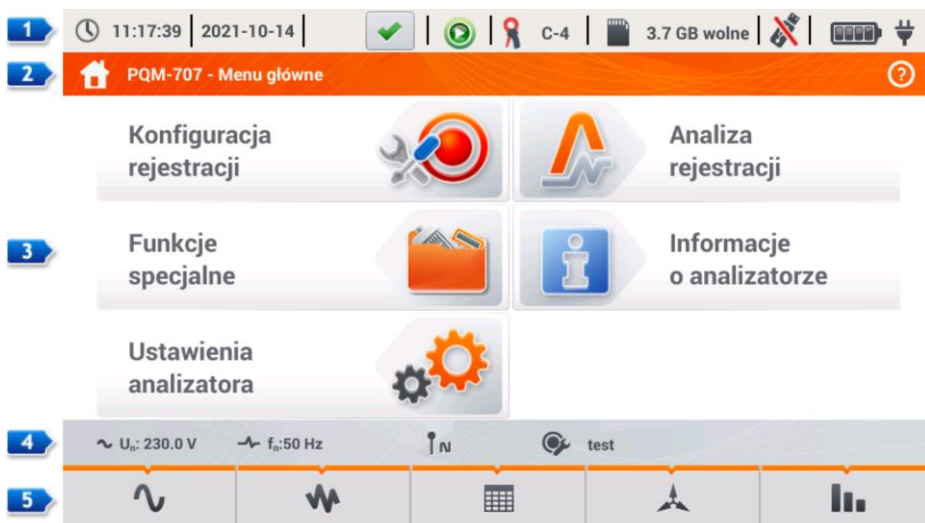 1
11:17:39 2021-10-14 C-4 3.7 GB wolne
2
PQM-707 - Menu główne ?
Konfiguracja
rejestracji
Analiza
rejestracji
3
Funkcje
specjalne
Informacje
o analizatorze
Ustawienia
analizatora
4
Uₙ: 230.0 V fₙ:50 Hz N test
5